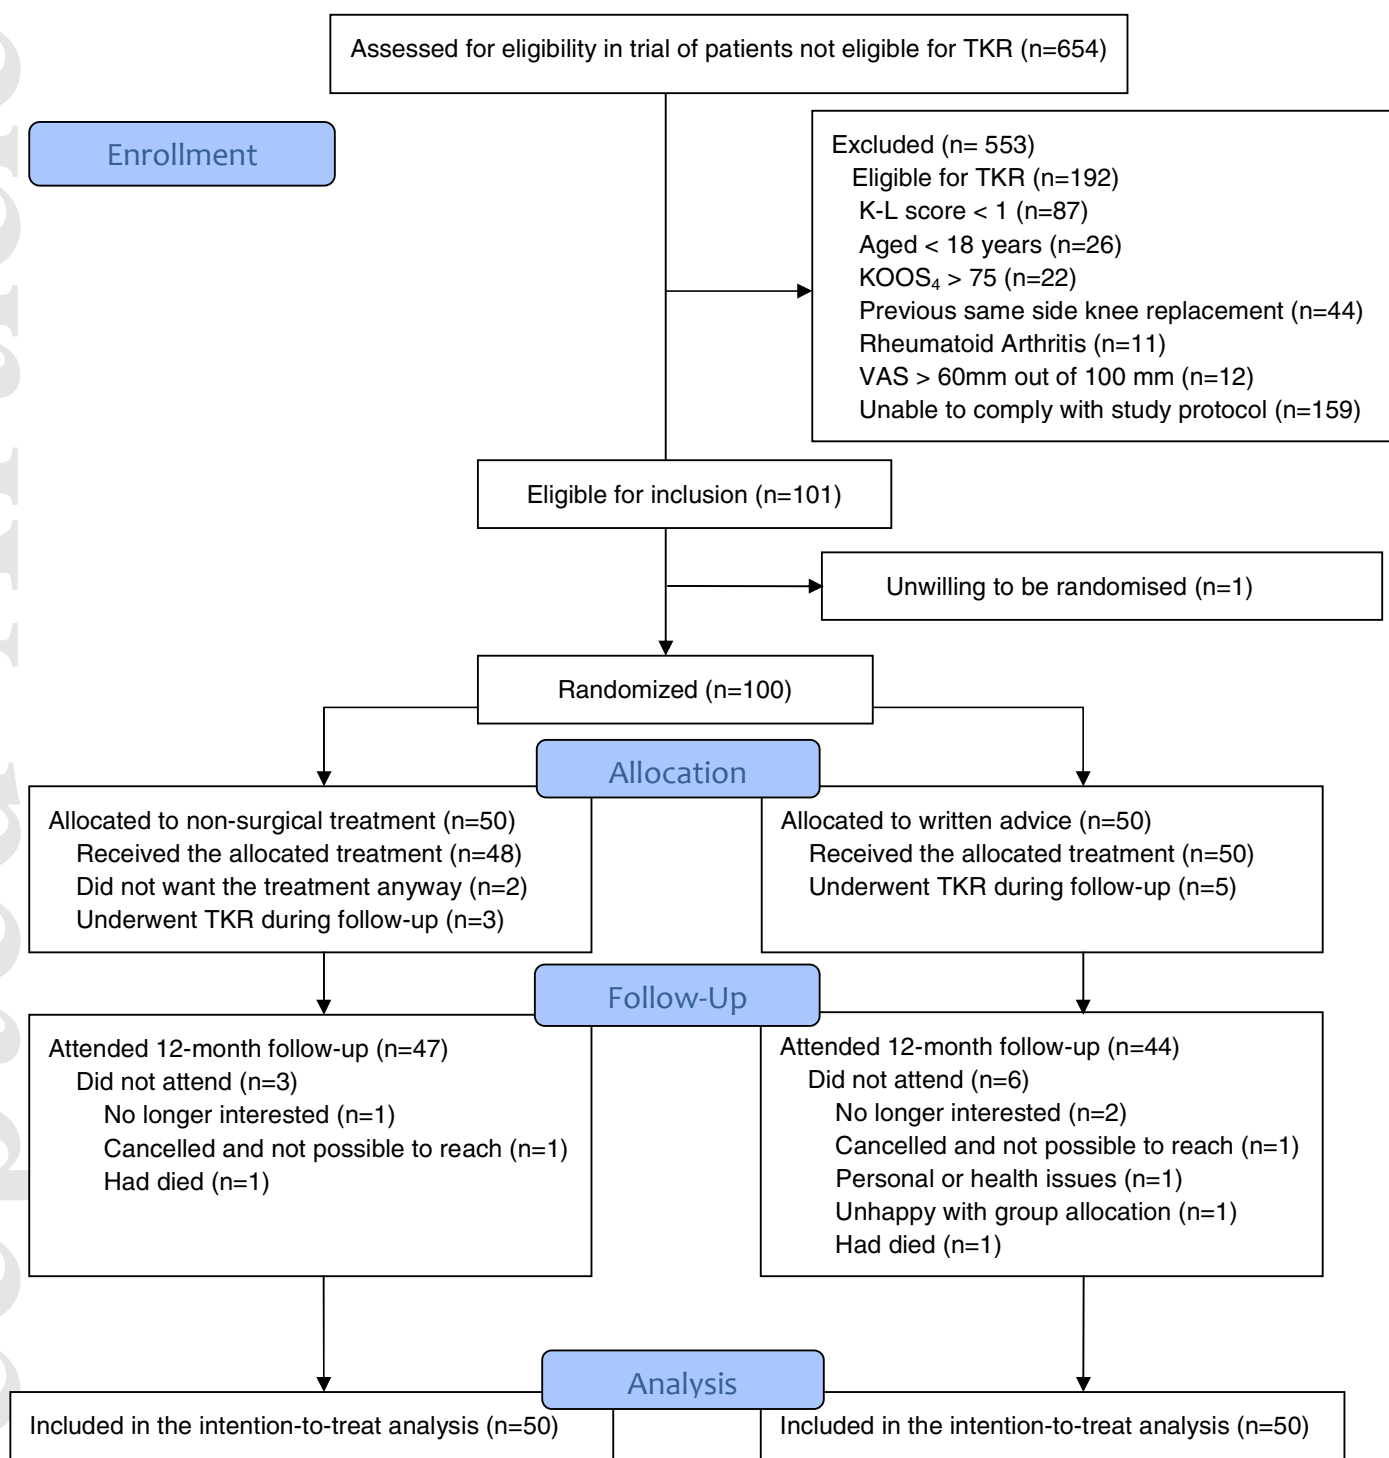 Assessed for eligibility in trial of patients not eligible for TKR (n=654)
Enrollment
Excluded (n= 553)
Eligible for TKR (n=192)
K-L score < 1 (n=87)
Aged < 18 years (n=26)
KOOS₄ > 75 (n=22)
Previous same side knee replacement (n=44)
Rheumatoid Arthritis (n=11)
VAS > 60mm out of 100 mm (n=12)
Unable to comply with study protocol (n=159)
Eligible for inclusion (n=101)
Unwilling to be randomised (n=1)
Randomized (n=100)
Allocation
Allocated to non-surgical treatment (n=50)
Received the allocated treatment (n=48)
Did not want the treatment anyway (n=2)
Underwent TKR during follow-up (n=3)
Allocated to written advice (n=50)
Received the allocated treatment (n=50)
Underwent TKR during follow-up (n=5)
Follow-Up
Attended 12-month follow-up (n=47)
Did not attend (n=3)
No longer interested (n=1)
Cancelled and not possible to reach (n=1)
Had died (n=1)
Attended 12-month follow-up (n=44)
Did not attend (n=6)
No longer interested (n=2)
Cancelled and not possible to reach (n=1)
Personal or health issues (n=1)
Unhappy with group allocation (n=1)
Had died (n=1)
Analysis
Included in the intention-to-treat analysis (n=50)
Included in the intention-to-treat analysis (n=50)